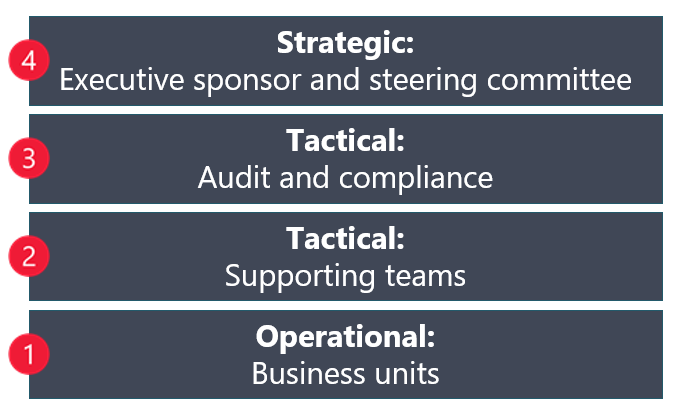 4
Strategic:
Executive sponsor and steering committee
3
Tactical:
Audit and compliance
2
Tactical:
Supporting teams
1
Operational:
Business units